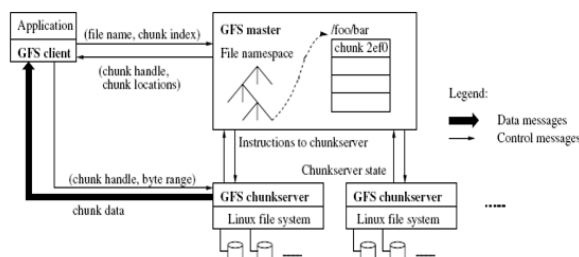 Application
GFS client
(file name, chunk index)
(chunk handle,
chunk locations)
GFS master
File namespace
/foo/bar
chunk 2ef0
Legend:
Data messages
Control messages
Instructions to chunkserver
Chunkserver state
(chunk handle, byte range)
chunk data
GFS chunkserver
Linux file system
GFS chunkserver
Linux file system